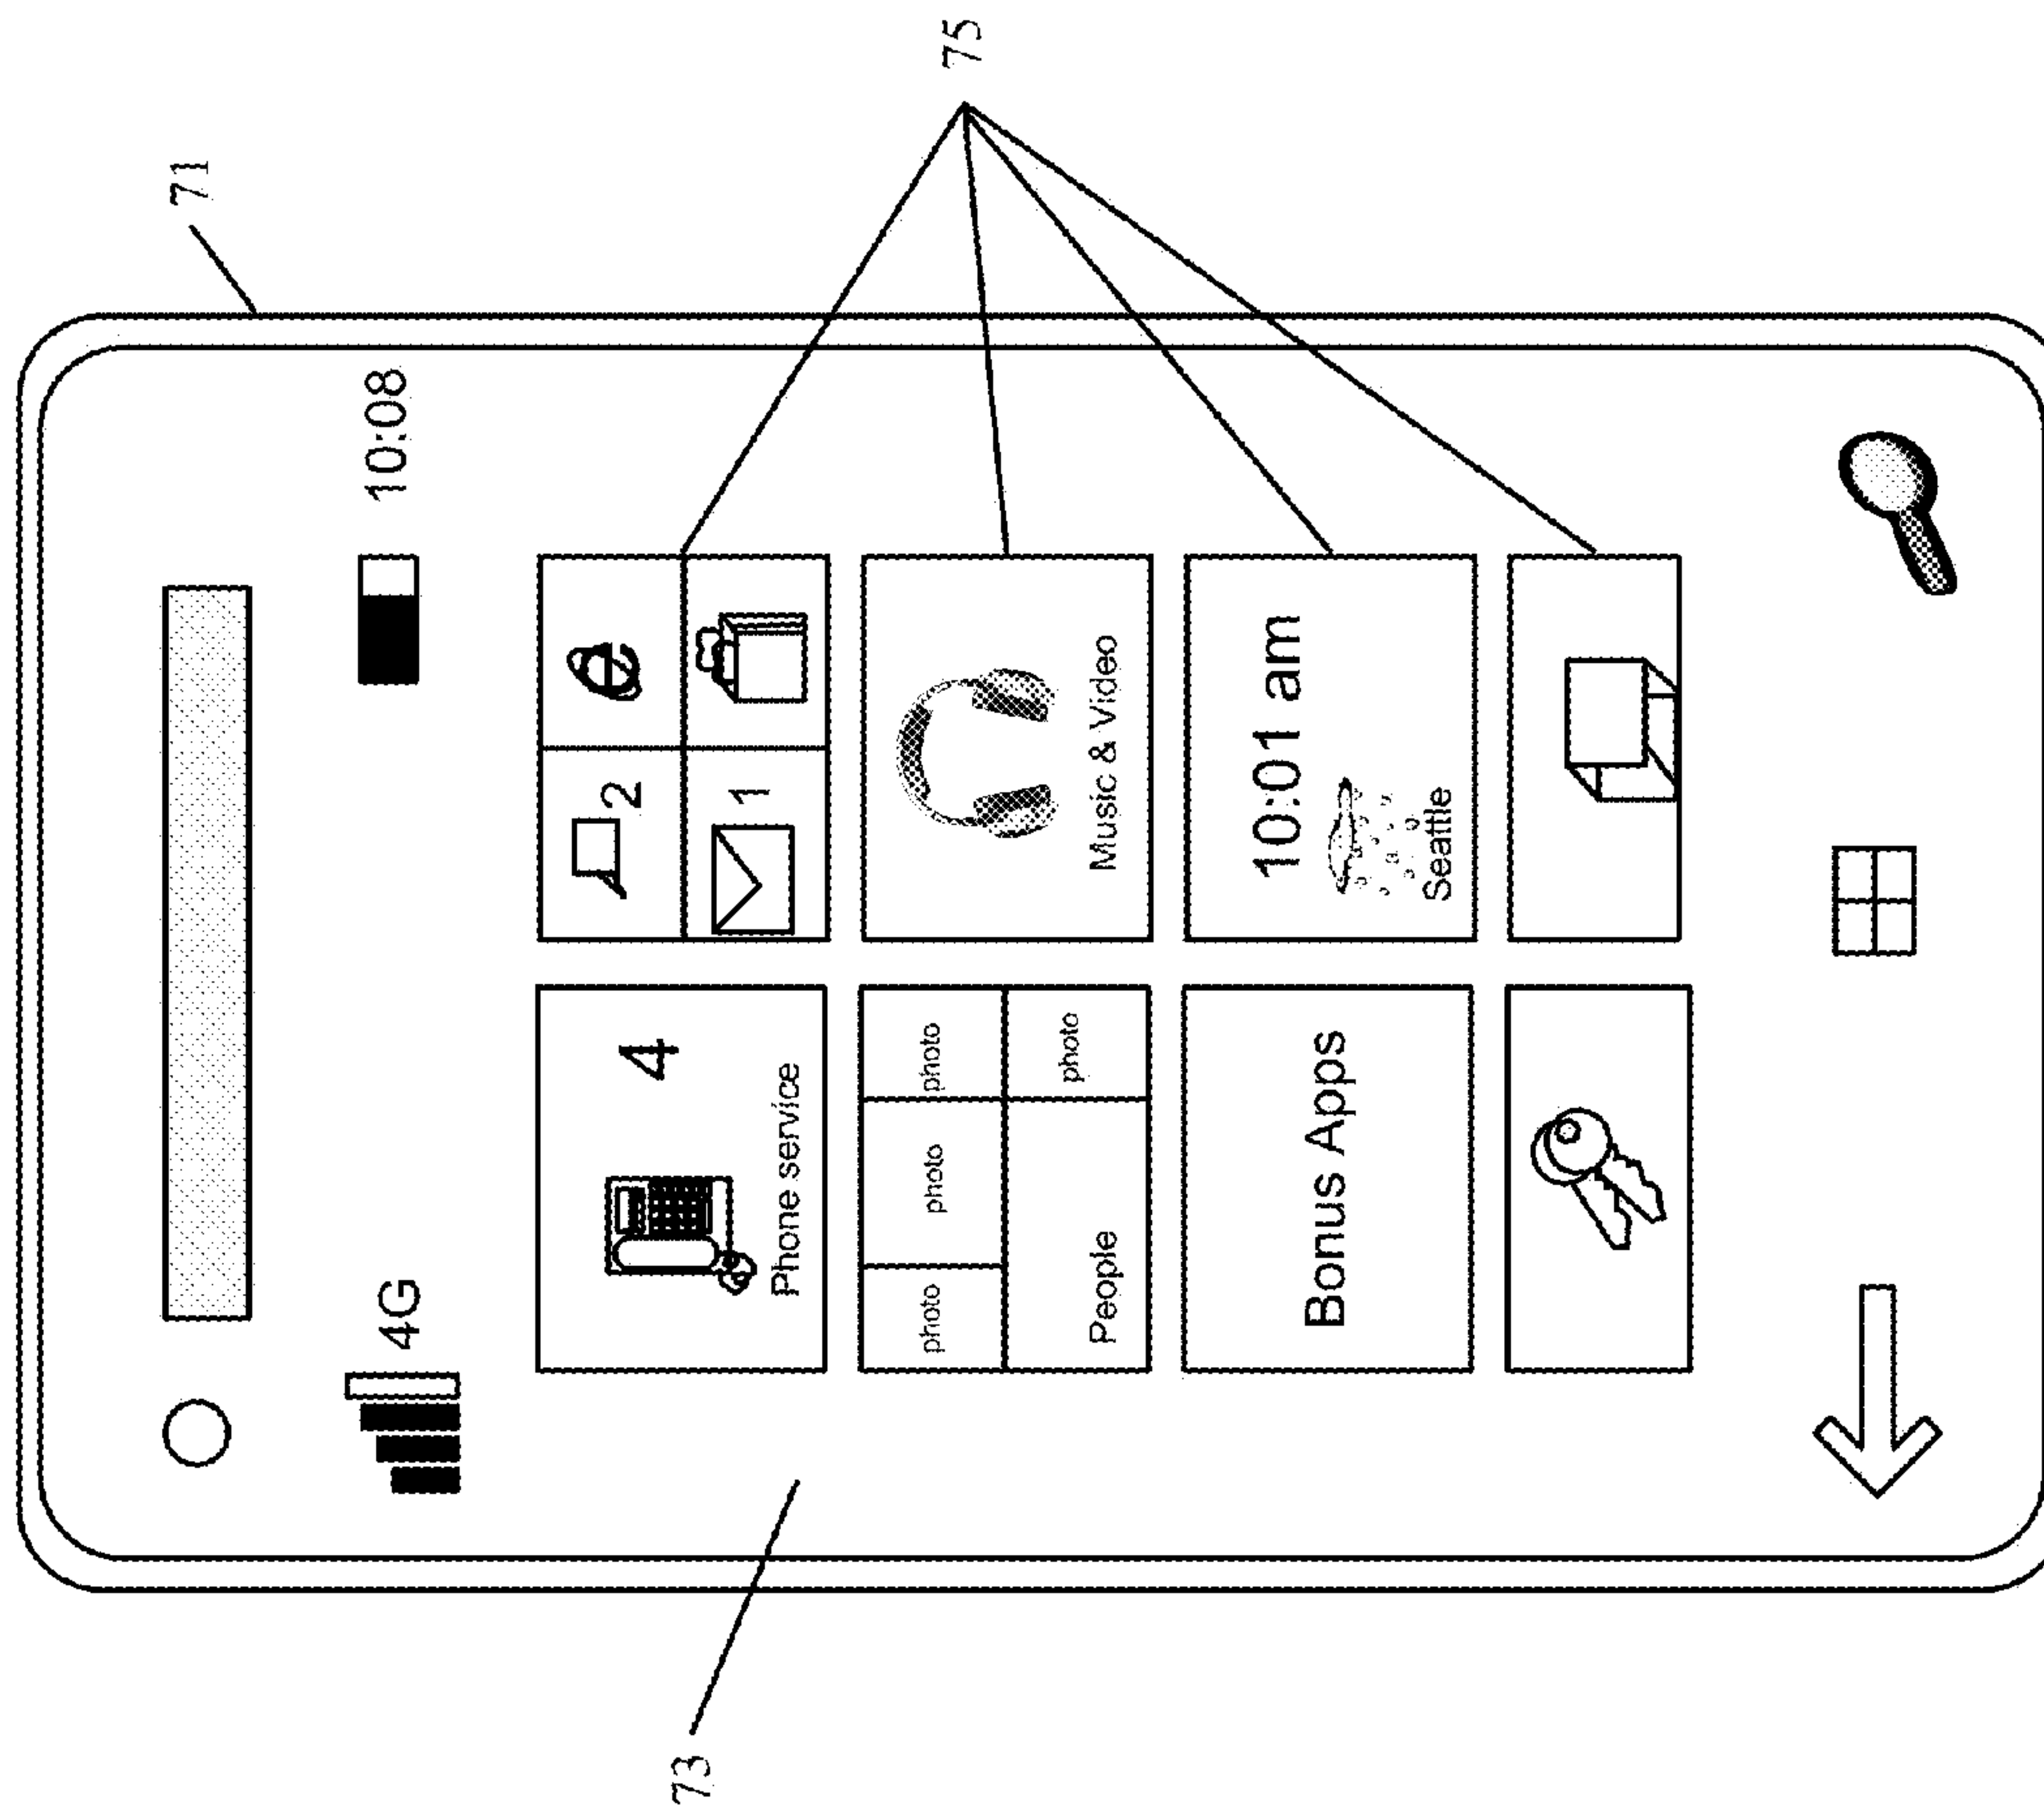 71
4G
10:08
4
Phone service
2
e
1
75
photo
photo
photo
photo
People
Music & Video
Bonus Apps
10:01 am
Seattle
73